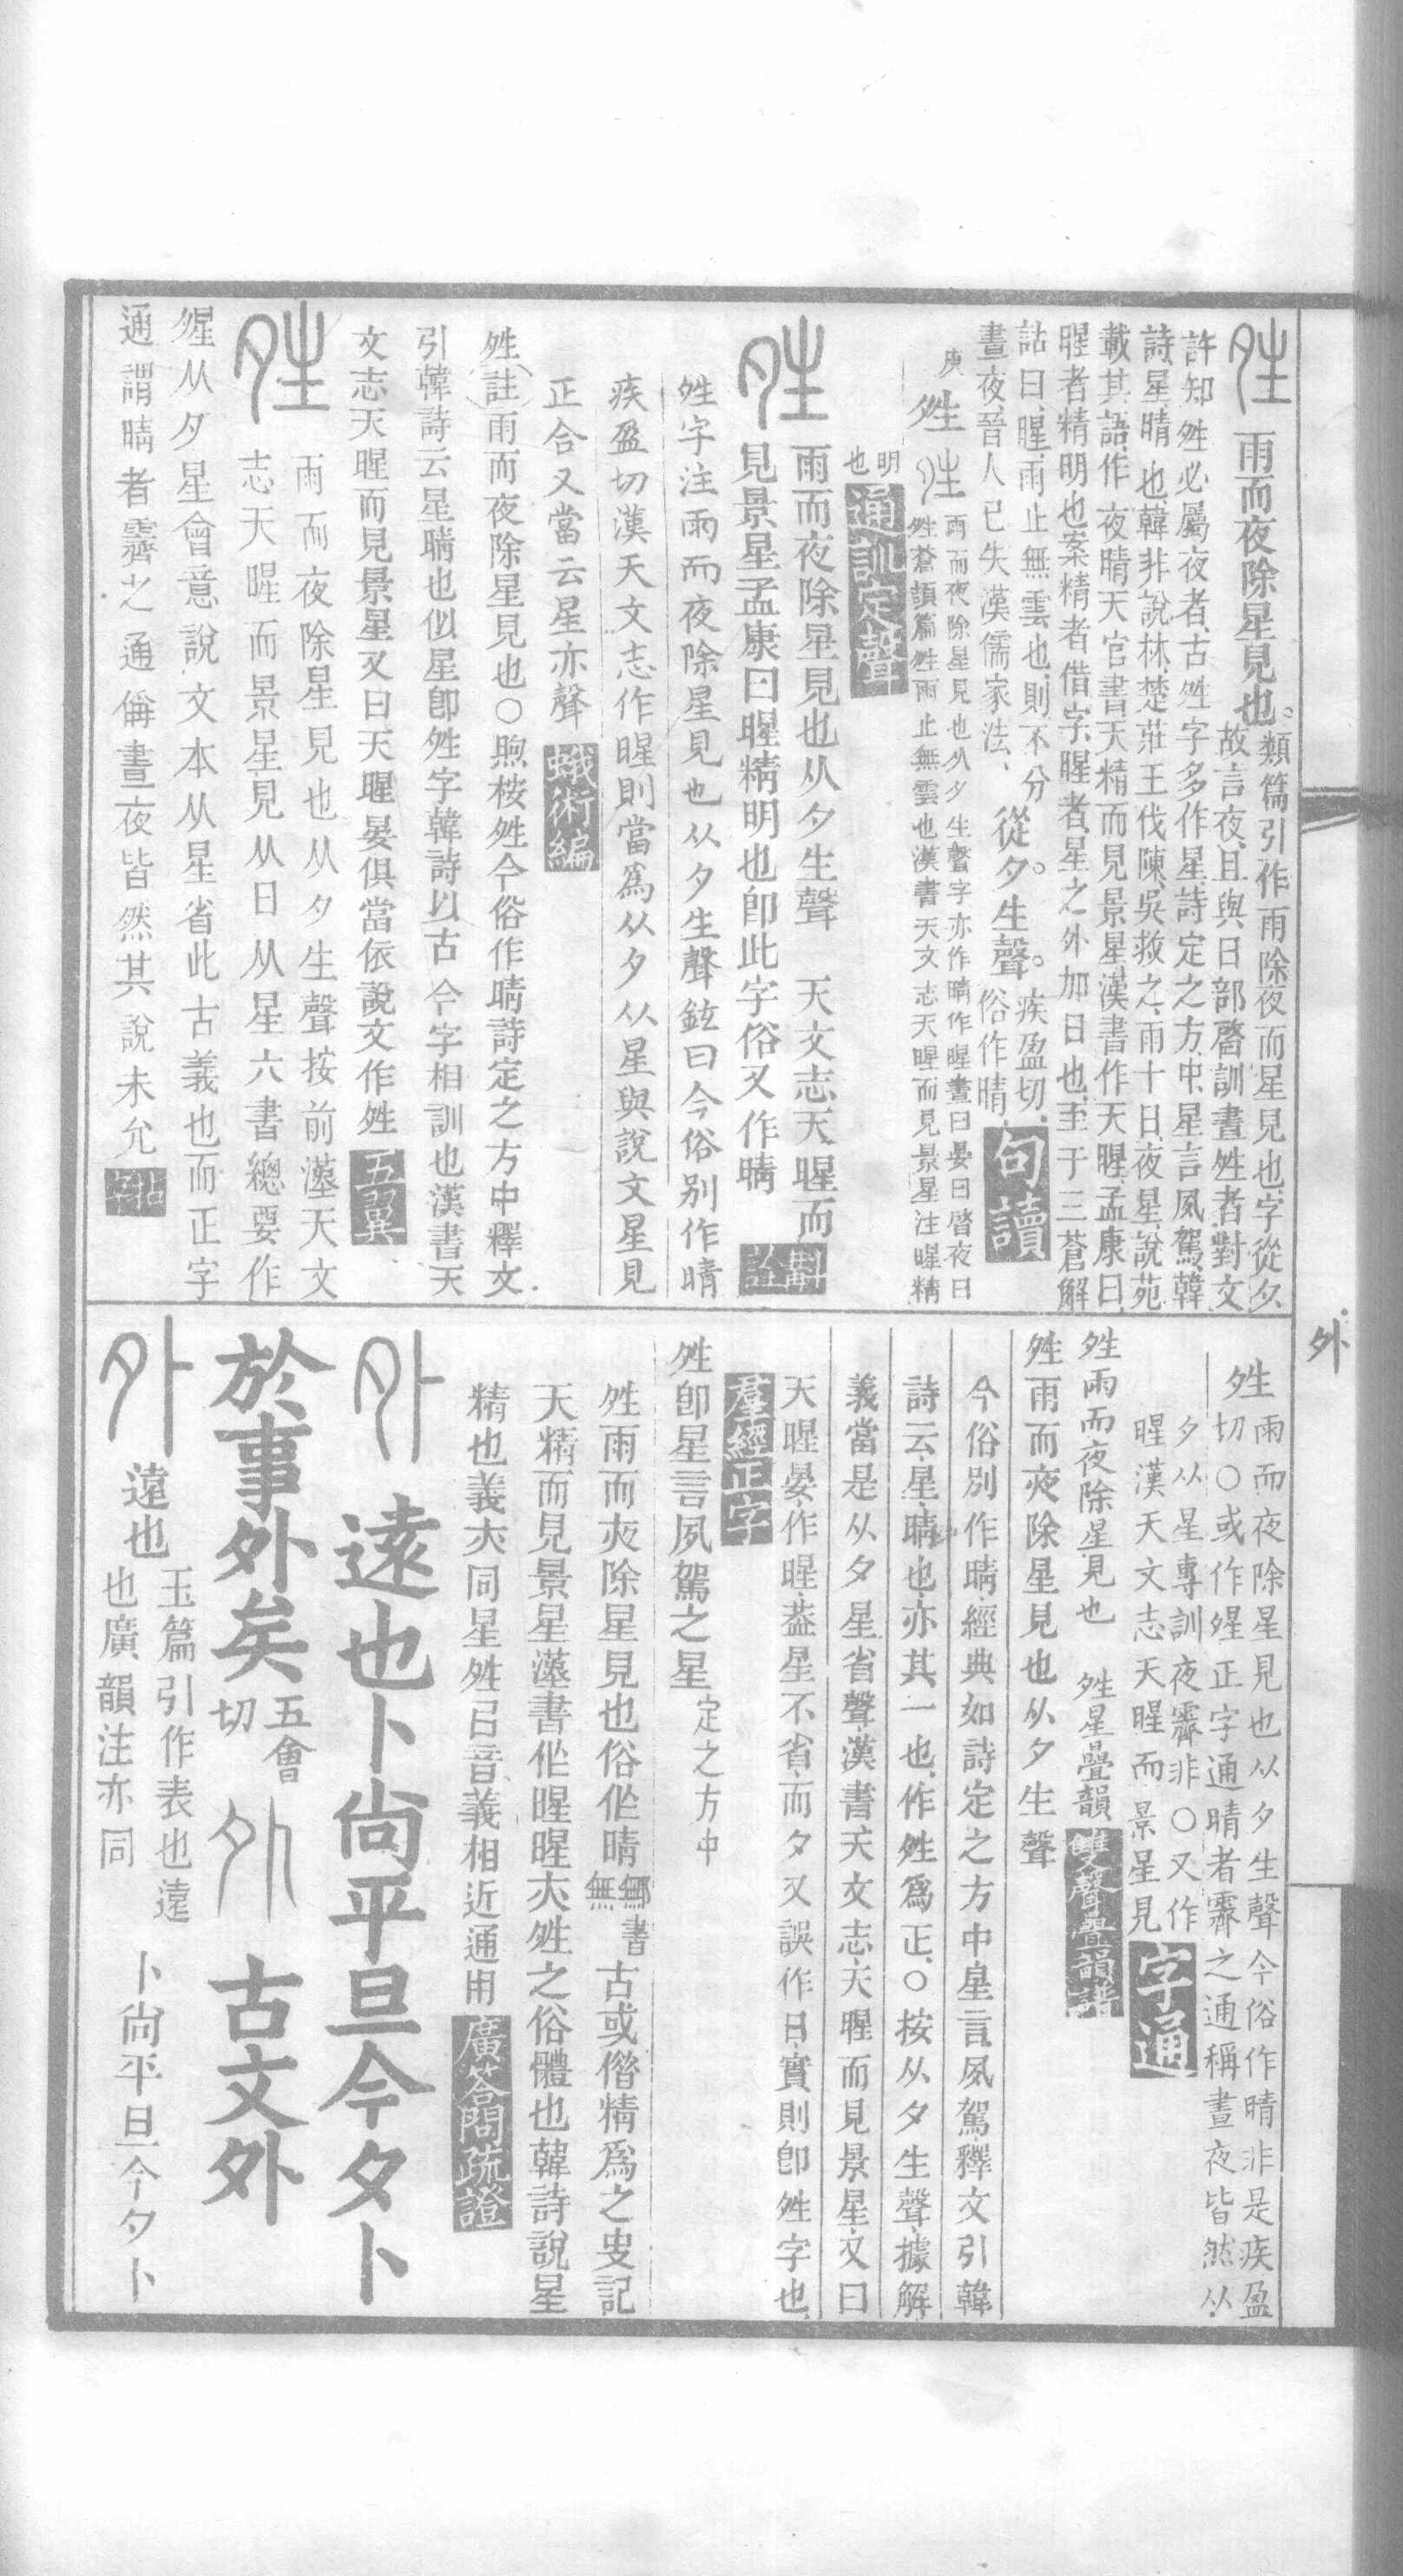 夝雨而夜除星見也。類篇引作雨除夜而星見也、字從夕、
故言夜、且與日部啓訓晝、夝者、對文
許知夝必屬夜者、古夝字多作星、詩定之方中、星言夙駕、韓
詩、星、晴也、韓非說林、楚莊王伐陳、吳救之、雨十日、夜星、說苑
載其語、作夜晴、天官書、天精而見景星、漢書作天暒、孟康曰、
暒者精明也、案精者借字、暒者、星之外加日也、至于三蒼解
詁曰、暒、雨止無雲也、則不分
晝夜、晉人已失漢儒家法、
從夕。生聲。疾盈切、
俗作晴、
句讀
庚
夝夝雨而夜除星見也从夕生聲字亦作晴作暒晝曰晏曰啓夜曰
夝蒼頡篇夝雨止無雲也漢書天文志天暒而見景星注暒精
明
也
通訓定聲
夝雨而夜除星見也从夕生聲 天文志天暒而
見景星孟康曰暒精明也卽此字俗又作晴
斠詮
夝字注雨而夜除星見也从夕生聲鉉曰今俗別作晴
疾盈切漢天文志作暒則當爲从夕从星與說文星見
正合又當云星亦聲
蛾術編
夝註雨而夜除星見也○煦桉夝今俗作晴詩定之方中釋文
引韓詩云星晴也似星卽夝字韓詩以古今字相訓也漢書天
文志天暒而見景星又曰天暒晏俱當依說文作夝
五翼
夝雨而夜除星見也从夕生聲按前漢天文
志天暒而景星見从日从星六書總要作
㚅从夕星會意說文本从星省此古義也而正字
通謂晴者霽之通偁晝夜皆然其說未允
外
夝雨而夜除星見也从夕生聲今俗作晴非是疾盈
切○或作㚅正字通晴者霽之通稱晝夜皆然从
夕从星專訓夜霽非○又作
暒漢天文志天暒而景星見
字通
夝雨而夜除星見也 夝星疊韻
雙聲疊韻譜
夝雨而夜除星見也从夕生聲
今俗別作晴、經典如詩定之方中星言夙駕、釋文引韓
詩云、星、晴也、亦其一也、作夝爲正、○按从夕生聲、據解
義當是从夕星省聲、漢書天文志、天暒而見景星、又曰
天暒晏、作暒、葢星不省、而夕又誤作日、實則卽夝字也、
羣經正字
夝卽星言夙駕之星定之方中
夝雨而夜除星見也俗作晴鄦書
無
古或借精爲之史記
天精而見景星漢書作暒暒亦夝之俗體也韓詩說星
精也義亦同星夝已音義相近通用
廣答問疏證
外遠也卜尙平旦今夕卜
於事外矣五會
切
外古文外
外遠也玉篇引作表也遠
也廣韻注亦同
卜尙平旦今夕卜